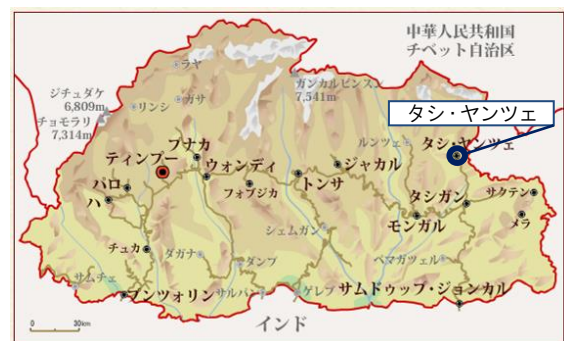 中華人民共和国
チベット自治区
ラヤ
ガンカルプンスン
7,541m
ジチュダケ
6,809m
チョモラリ
7,314m
リンシ
ガサ
タシ・ヤンツェ
ルンツェ
タシ・ヤンツェ
プナカ
ティンプー
ウォンディ
ジャカル
パロ
ハ
フォブジカ
トンサ
タシガン
サクテン
モンガル
メラ
シェムガン
チュカ
ダガナ
ダンプ
ペマガツェル
サムチェ
プンツォリン
サルパン
ゲレプ
サムドゥップ・ジョンカル
インド
0
30km